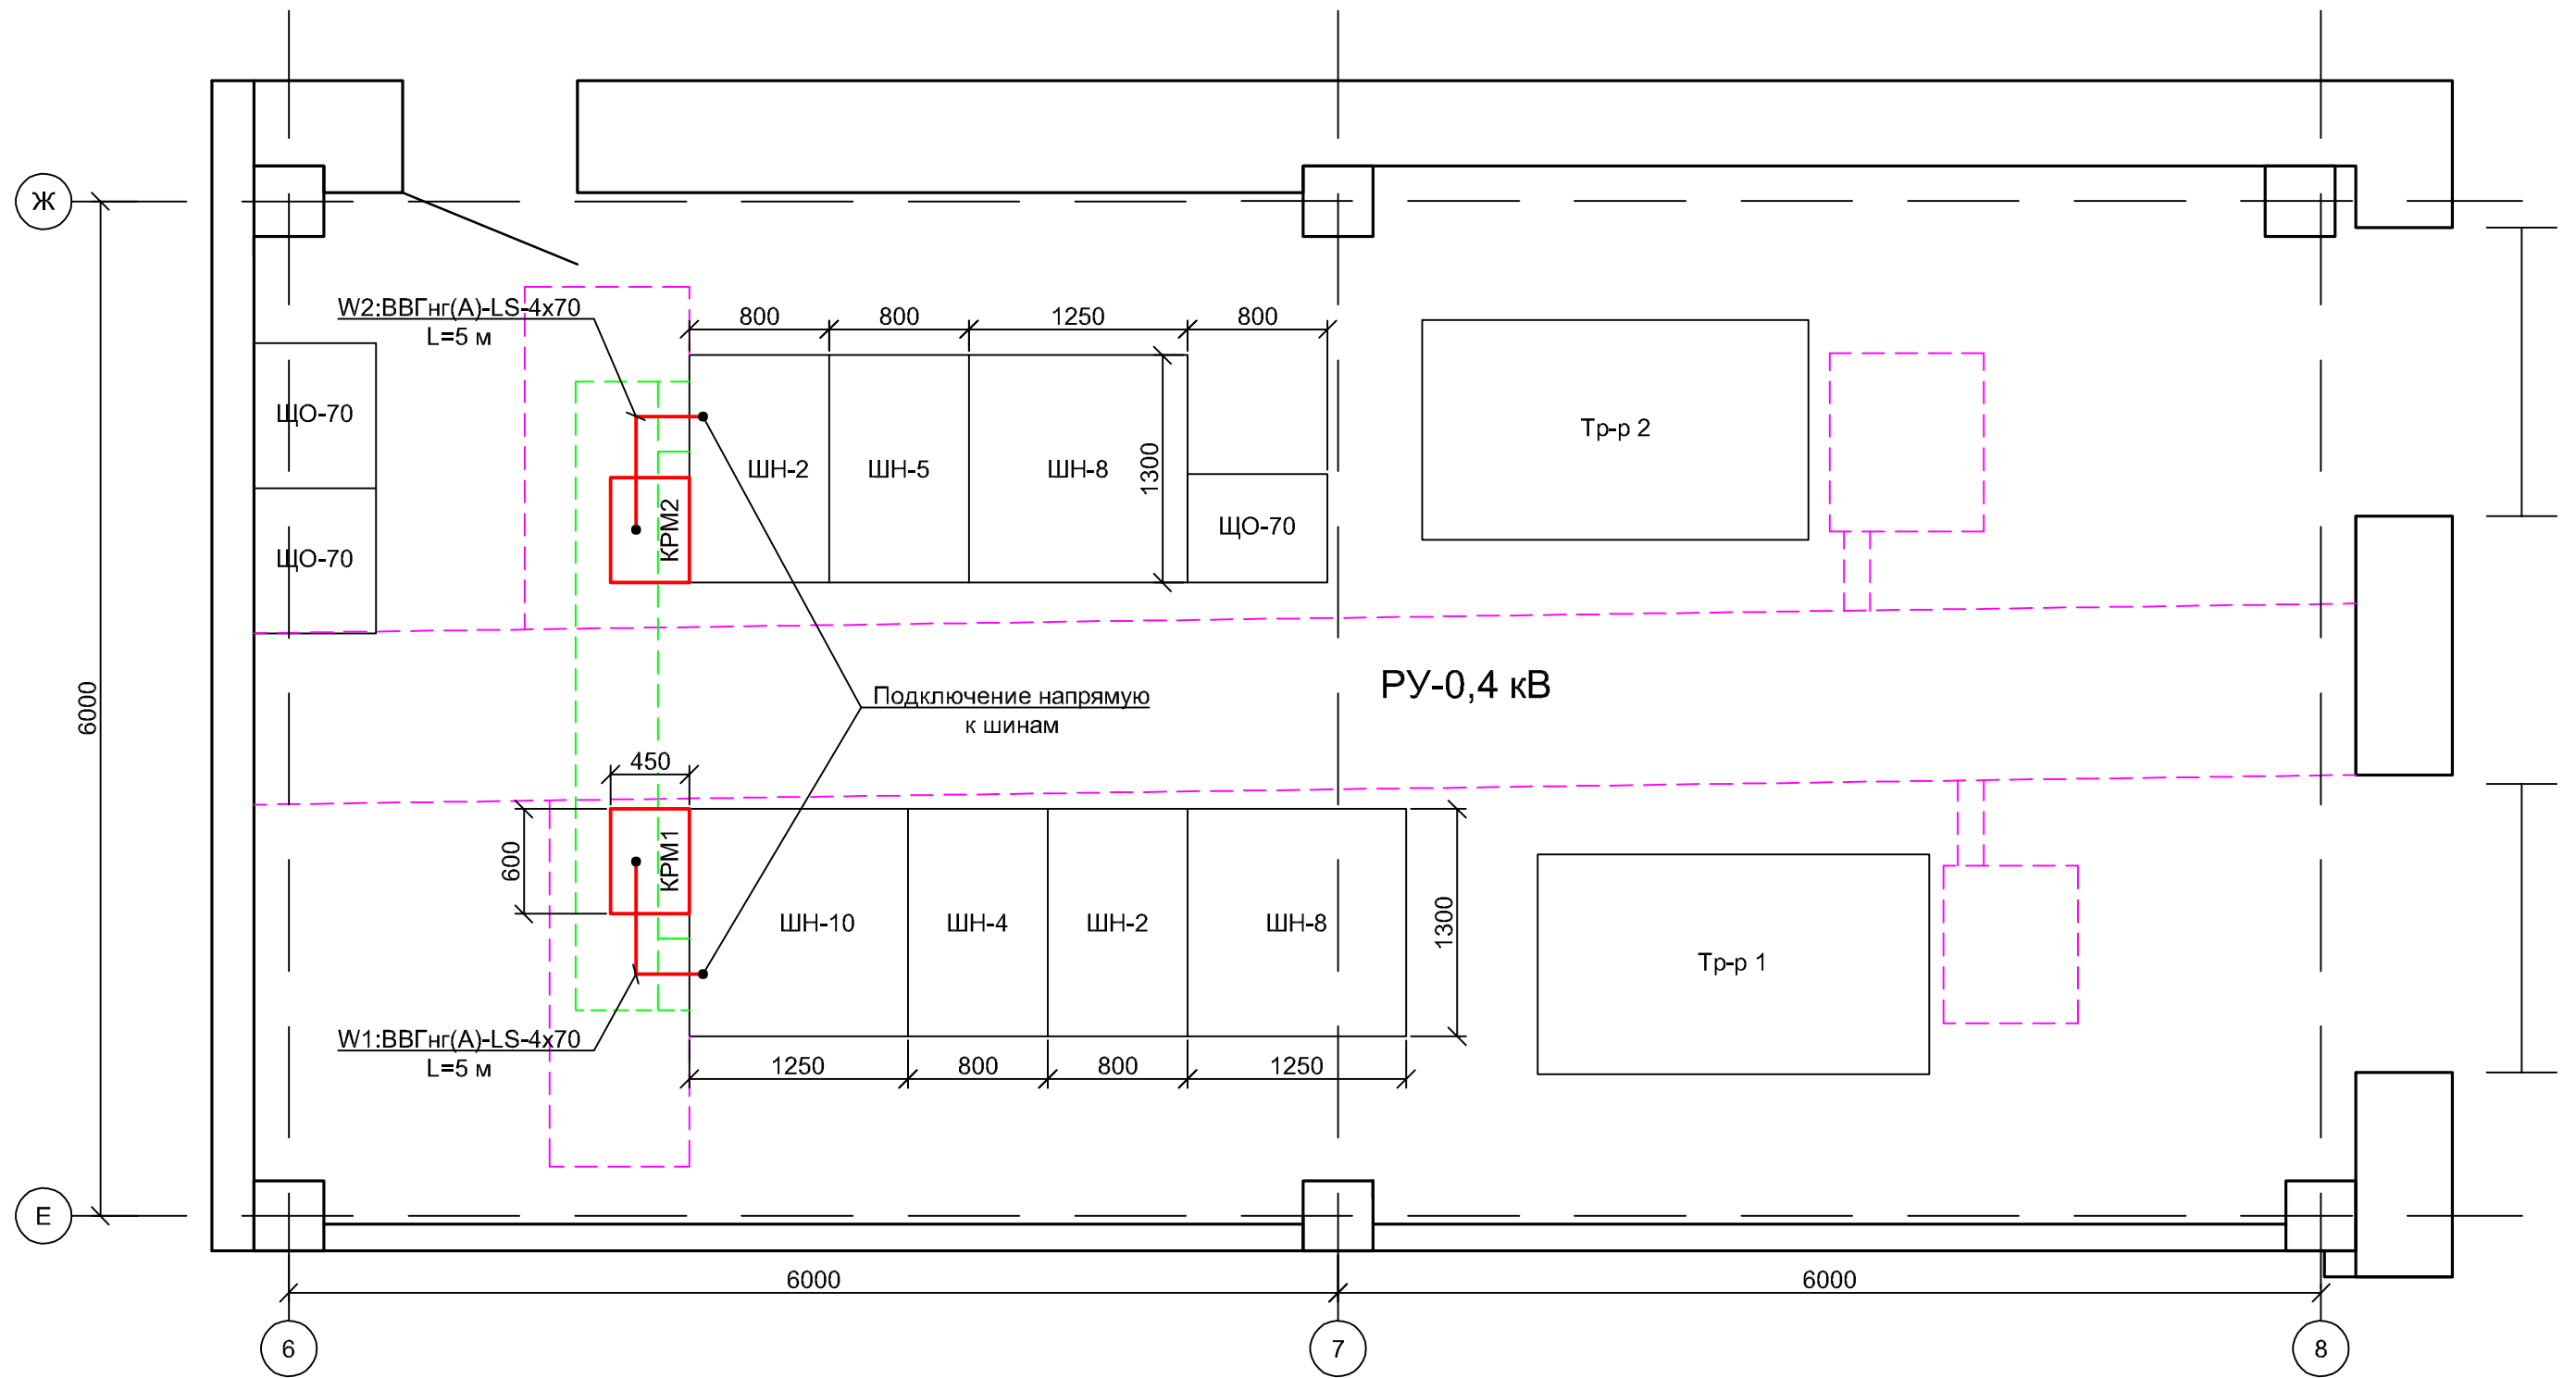 Ж
W2:ВВГнг(А)-LS-4х70
L=5 м
800
800
1250
800
ЩО-70
ЩО-70
ШН-2
ШН-5
ШН-8
1300
ЩО-70
КРМ2
Тр-р 2
6000
Подключение напрямую
к шинам
РУ-0,4 кВ
450
600
КРМ1
ШН-10
ШН-4
ШН-2
ШН-8
1300
Тр-р 1
W1:ВВГнг(А)-LS-4х70
L=5 м
1250
800
800
1250
Е
6000
6000
6
7
8